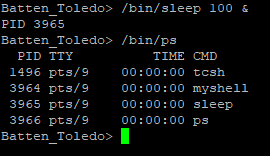 Batten_Toledo> /bin/sleep 100 &
PID 3965
Batten_Toledo> /bin/ps
  PID TTY          TIME CMD
 1496 pts/9    00:00:00 tcsh
 3964 pts/9    00:00:00 myshell
 3965 pts/9    00:00:00 sleep
 3966 pts/9    00:00:00 ps
Batten_Toledo>